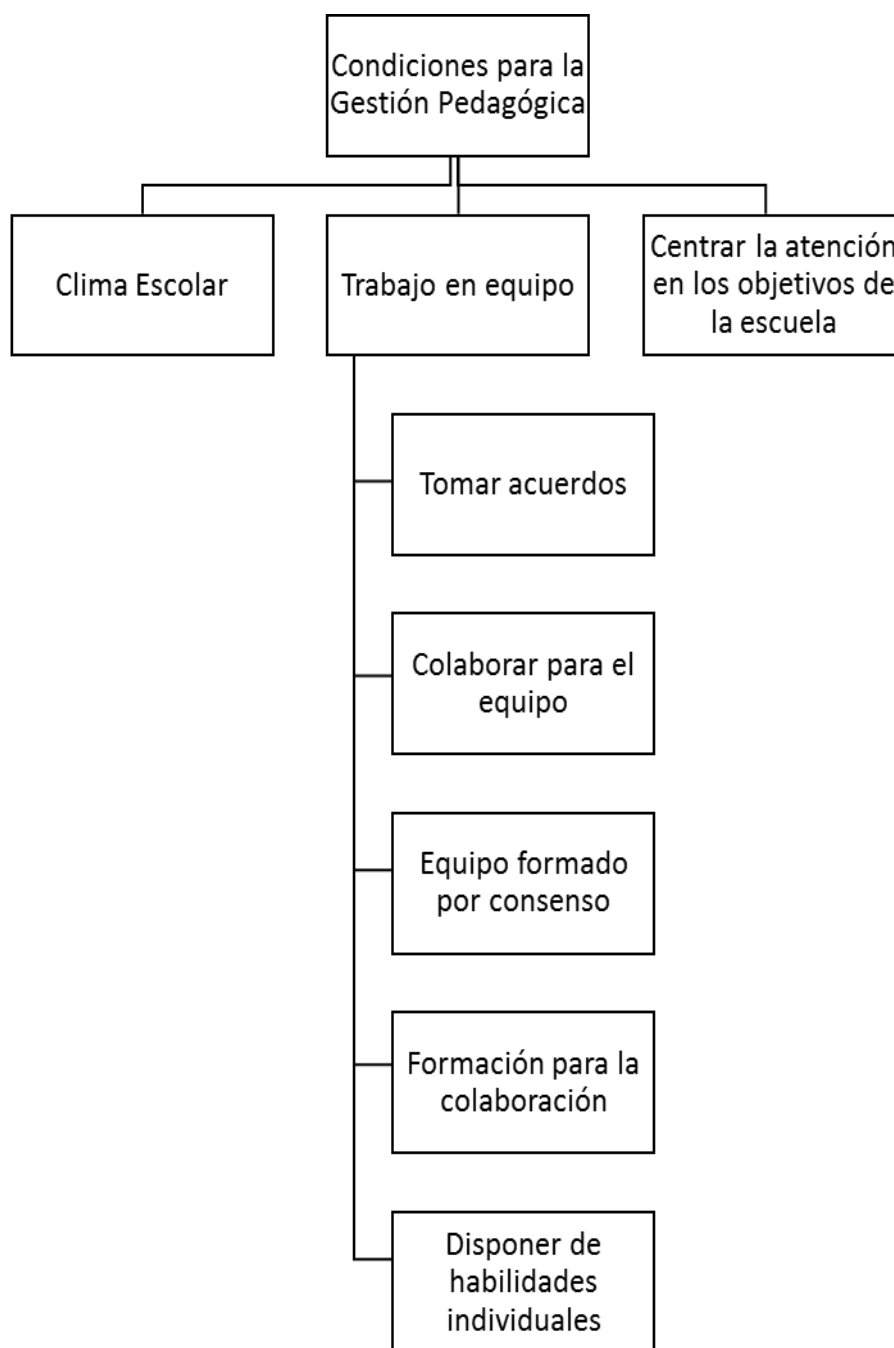 Condiciones para la
Gestión Pedagógica
Clima Escolar
Trabajo en equipo
Centrar la atención
en los objetivos de
la escuela
Tomar acuerdos
Colaborar para el
equipo
Equipo formado
por consenso
Formación para la
colaboración
Disponer de
habilidades
individuales